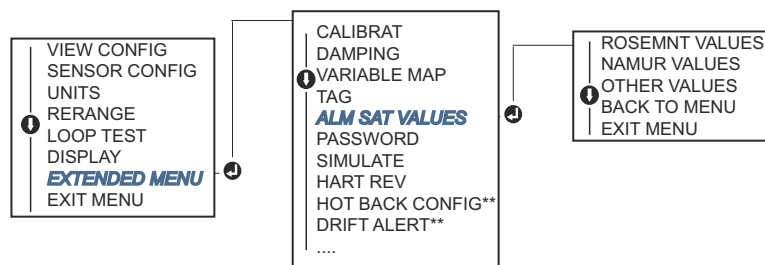 VIEW CONFIG
SENSOR CONFIG
UNITS
RERANGE
LOOP TEST
DISPLAY
EXTENDED MENU
EXIT MENU
CALIBRAT
DAMPING
VARIABLE MAP
TAG
ALM SAT VALUES
PASSWORD
SIMULATE
HART REV
HOT BACK CONFIG**
DRIFT ALERT**
....
ROSEMNT VALUES
NAMUR VALUES
OTHER VALUES
BACK TO MENU
EXIT MENU